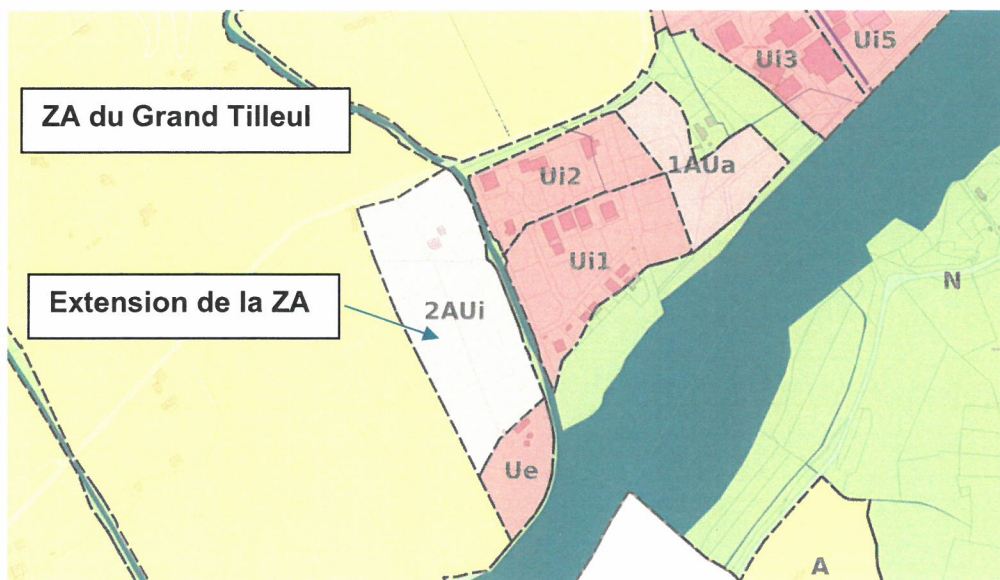 Ui5
Ui3
ZA du Grand Tilleul
1AUa
Ui2
Ui1
N
Extension de la ZA
2AUi
Ue
A